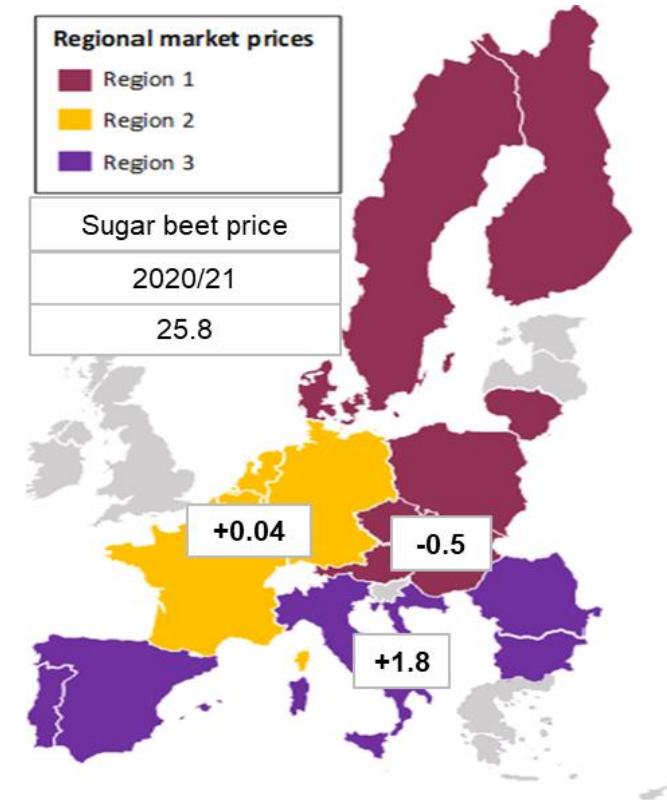 Regional market prices
Region 1
Region 2
Region 3
Sugar beet price
2020/21
25.8
+0.04
-0.5
+1.8